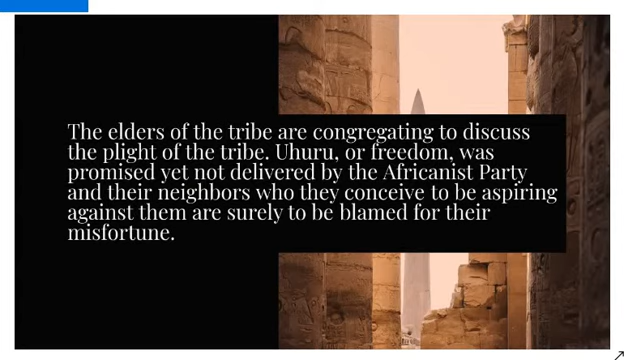 The elders of the tribe are congregating to discuss
the plight of the tribe. Uhuru, or freedom, was
promised yet not delivered by the Africanist Party
and their neighbors who they conceive to be aspiring
against them are surely to be blamed for their
misfortune.